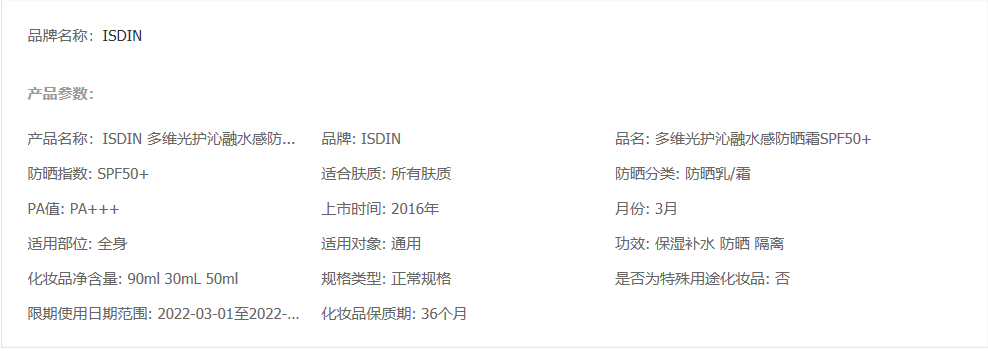 品牌名称：ISDIN
产品参数：
产品名称：ISDIN 多维光护沁融水感防... 品牌: ISDIN 品名: 多维光护沁融水感防晒霜SPF50+
防晒指数: SPF50+ 适合肤质: 所有肤质 防晒分类: 防晒乳/霜
PA值: PA+++ 上市时间: 2016年 月份: 3月
适用部位: 全身 适用对象: 通用 功效: 保湿补水 防晒 隔离
化妆品净含量: 90ml 30mL 50ml 规格类型: 正常规格 是否为特殊用途化妆品: 否
限期使用日期范围: 2022-03-01至2022-... 化妆品保质期: 36个月